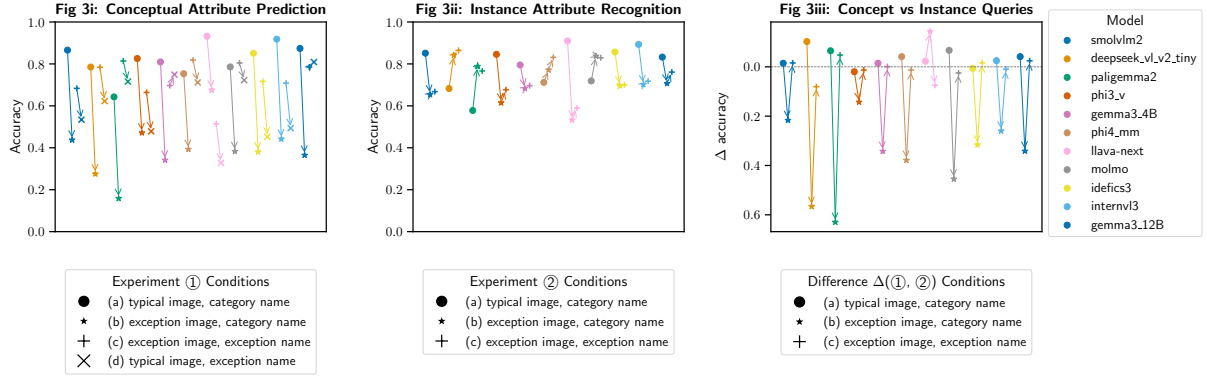 Fig 3i: Conceptual Attribute Prediction
1.0
0.8
0.6
0.4
0.2
0.0
Accuracy
Experiment ① Conditions
(a) typical image, category name
(b) exception image, category name
(c) exception image, exception name
(d) typical image, exception name
Fig 3ii: Instance Attribute Recognition
1.0
0.8
0.6
0.4
0.2
0.0
Accuracy
Experiment ② Conditions
(a) typical image, category name
(b) exception image, category name
(c) exception image, exception name
Fig 3iii: Concept vs Instance Queries
0.0
0.2
0.4
0.6
Δ accuracy
Difference Δ(①, ②) Conditions
(a) typical image, category name
(b) exception image, category name
(c) exception image, exception name
Model
smolvlm2
deepseek_vl_v2_tiny
paligemma2
phi3_v
gemma3_4B
phi4_mm
llava-next
molmo
idefics3
internvl3
gemma3_12B